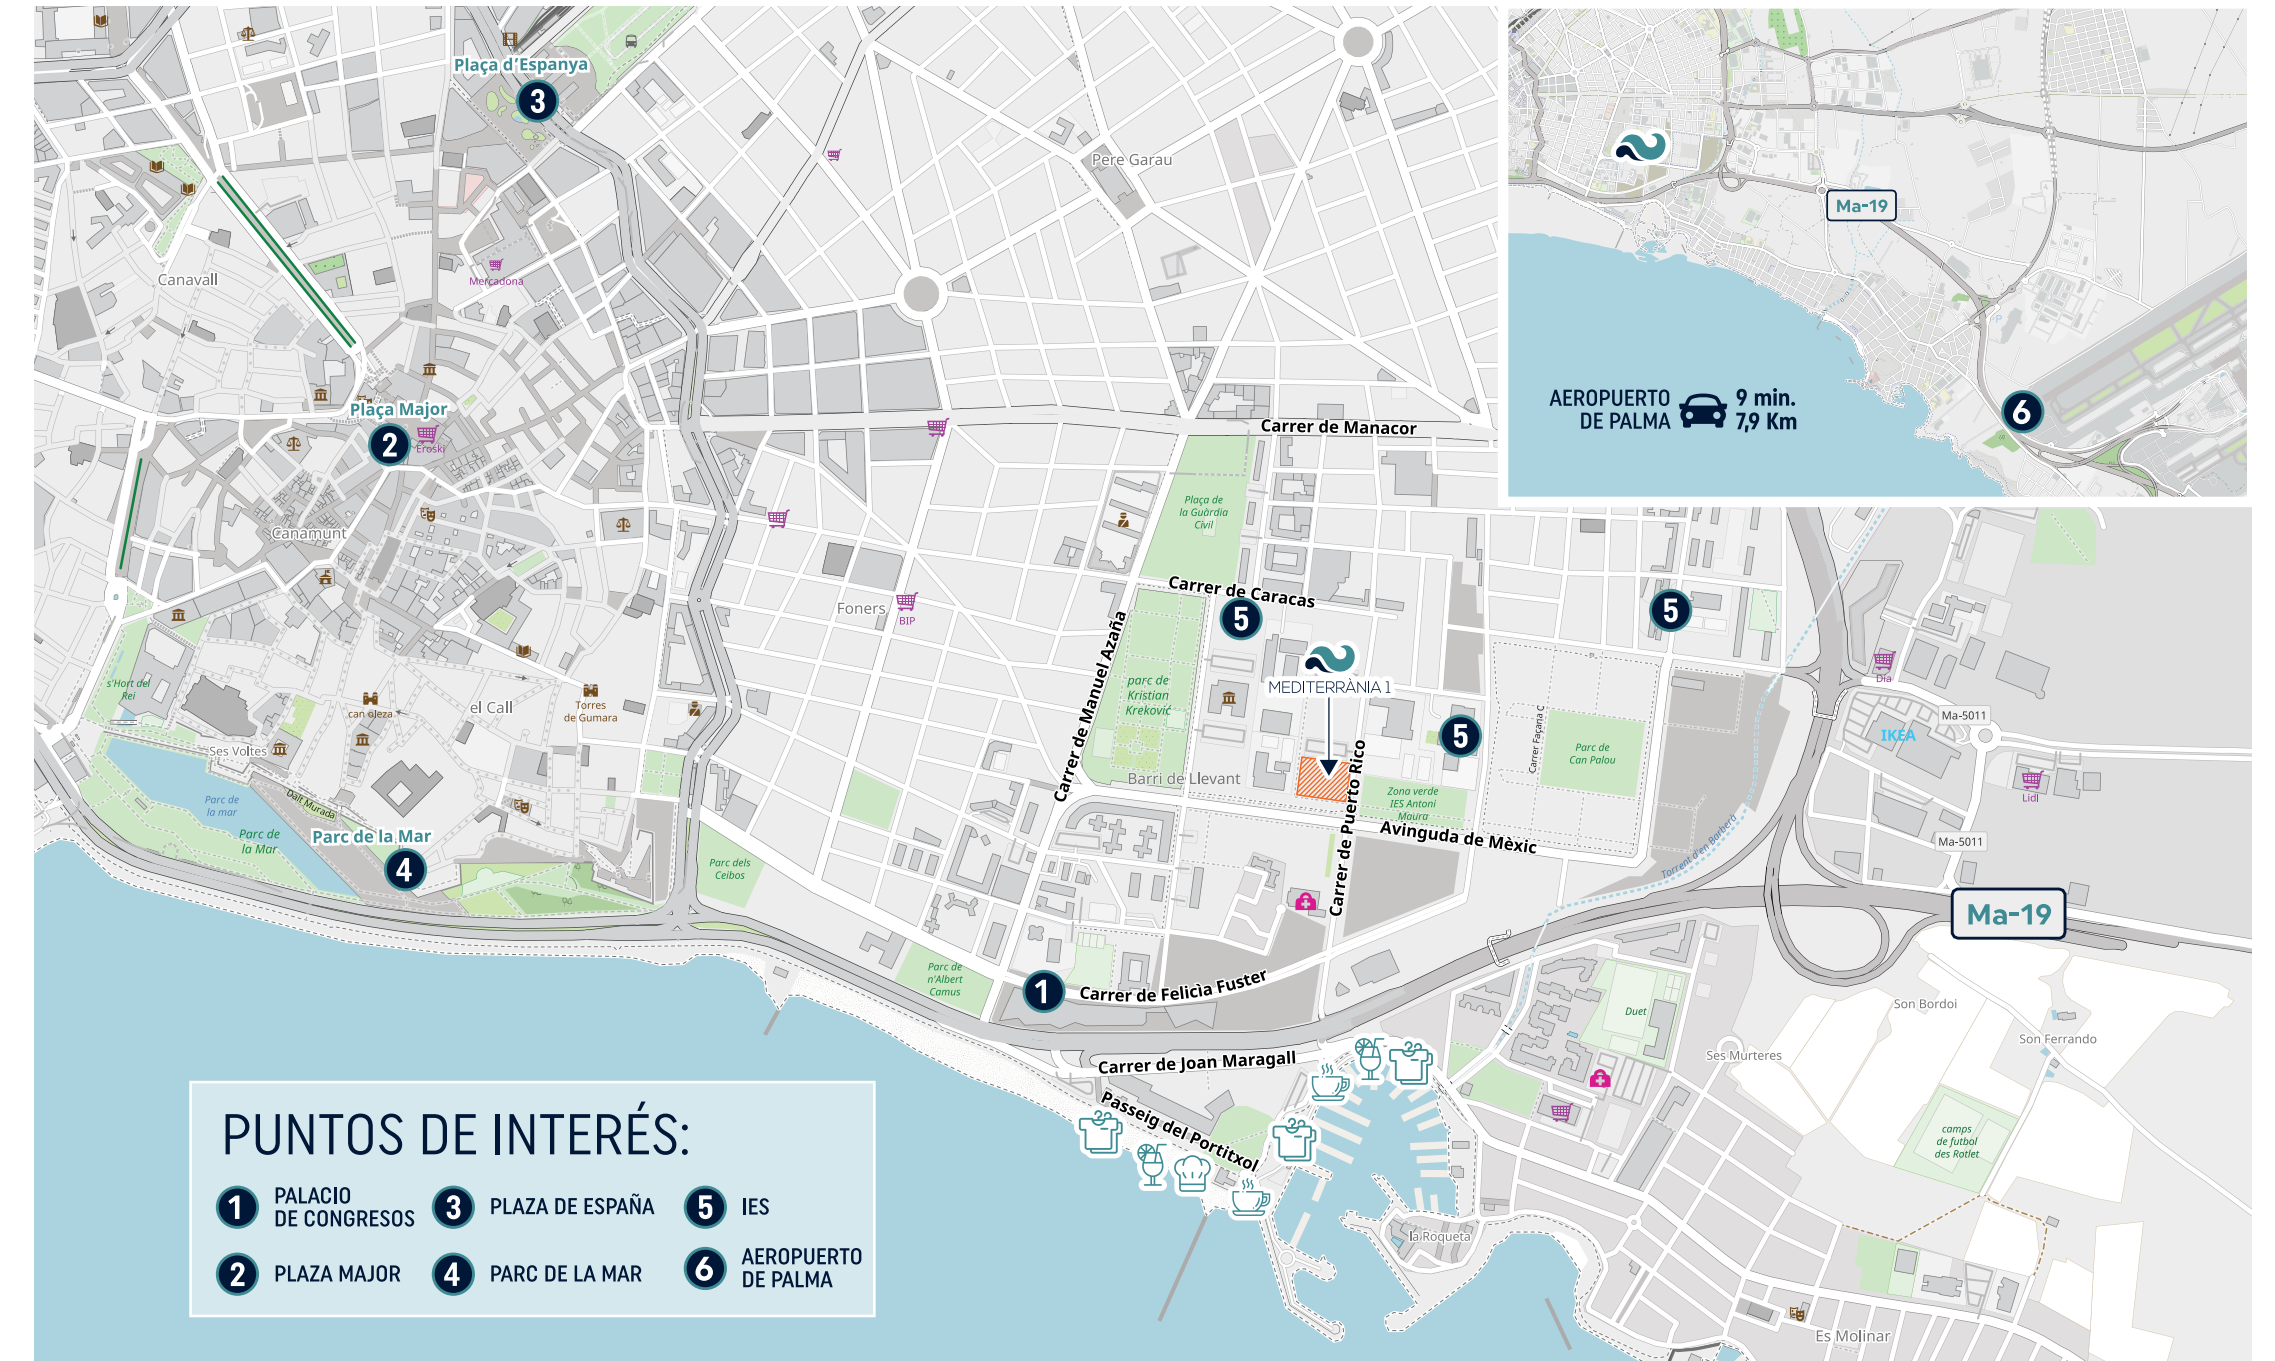 Plaça d'Espanya
3
Pere Garau
Canavall
Mercadona
Plaça Major
2
Eroski
Canamunt
Carrer de Manacor
Plaça de
la Guàrdia
Civil
Foners
BIP
Carrer de Caracas
5
5
Carrer de Manuel Azaña
parc de
Kristian
Kreković
MEDITERRÀNIA 1
5
Carrer Façana C
Parc de
Can Palou
P
s'Hort del
Rei
can oleza
el Call
Torres
de Gumara
Ses Voltes
Parc de
la mar
Dalt Murada
Parc de
la Mar
Parc de la Mar
4
Barri de Llevant
Carrer de Puerto Rico
Zona verde
IES Antoni
Maura
Avinguda de Mèxic
Parc dels
Ceibos
Torrent d'en Barberà
Dia
Ma-5011
IKEA
Lidl
Ma-5011
Ma-19
Parc de
n'Albert
Camus
1
Carrer de Felicia Fuster
Carrer de Joan Maragall
Passeig del Portitxol
Duet
Son Bordoi
Son Ferrando
Ses Murteres
camps
de futbol
des Rotlet
la Roqueta
Es Molinar
Ma-19
AEROPUERTO
DE PALMA
9 min.
7,9 Km
6
PUNTOS DE INTERÉS:
1 PALACIO
DE CONGRESOS
2 PLAZA MAJOR
3 PLAZA DE ESPAÑA
4 PARC DE LA MAR
5 IES
6 AEROPUERTO
DE PALMA